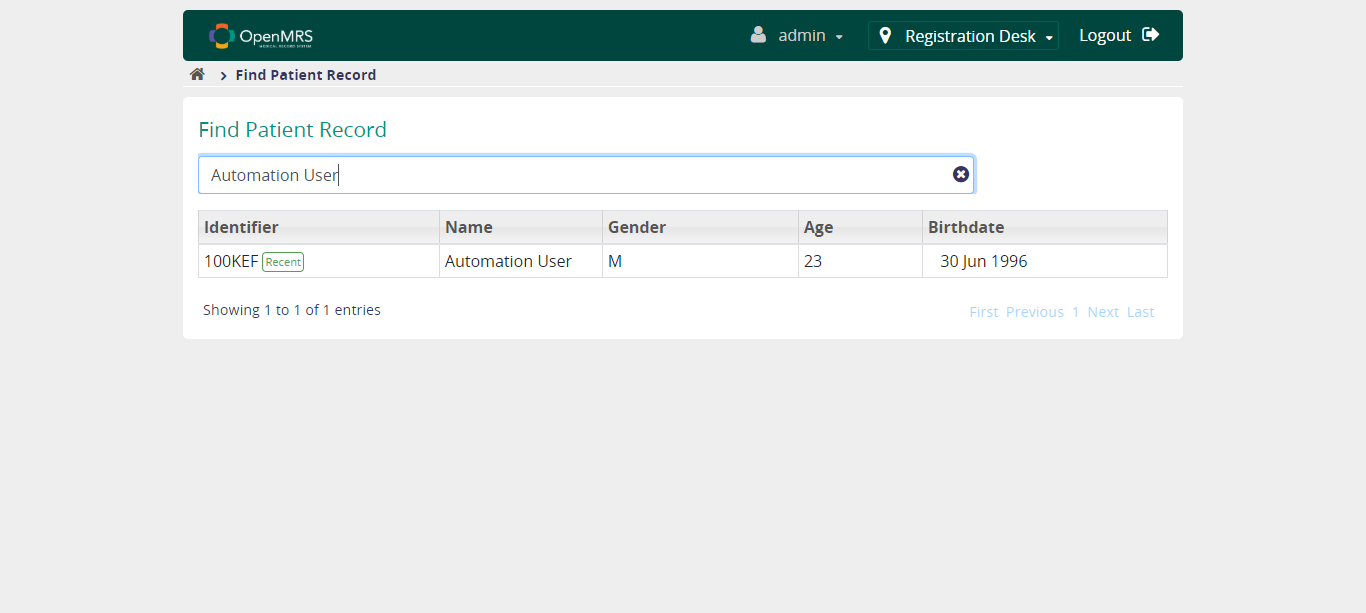 OpenMRS
MEDICAL RECORD SYSTEM
admin
Registration Desk
Logout
Find Patient Record
Find Patient Record
Automation User
Identifier Name Gender Age Birthdate
100KEF Recent Automation User M 23 30 Jun 1996
Showing 1 to 1 of 1 entries
First Previous 1 Next Last